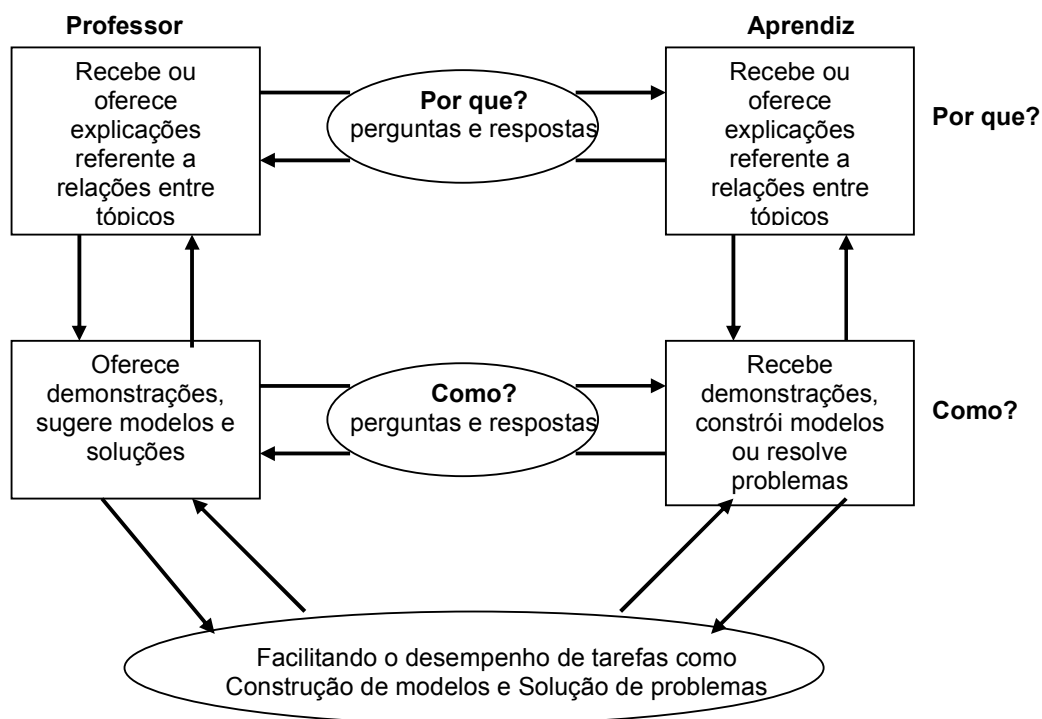 Professor
Aprendiz
Recebe ou
oferece
explicações
referente a
relações entre
tópicos
Por que?
perguntas e respostas
Recebe ou
oferece
explicações
referente a
relações entre
tópicos
Por que?
Oferece
demonstrações,
sugere modelos e
soluções
Como?
perguntas e respostas
Recebe
demonstrações,
constrói modelos
ou resolve
problemas
Como?
Facilitando o desempenho de tarefas como
Construção de modelos e Solução de problemas